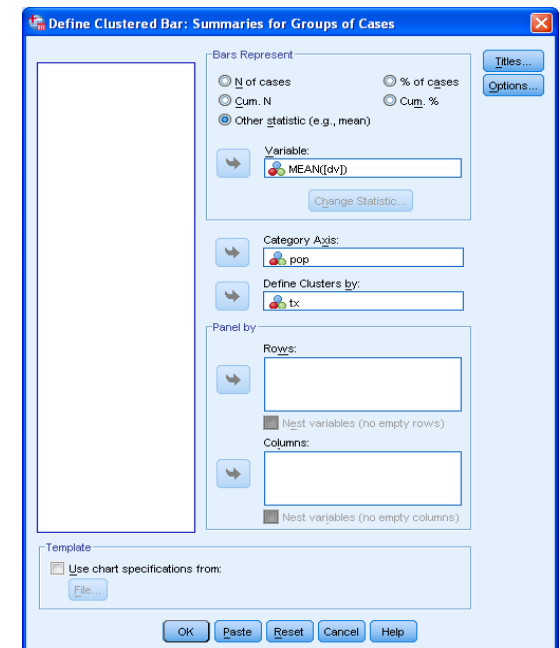 Define Clustered Bar: Summaries for Groups of Cases
Bars Represent
N of cases
% of cases
Cum. N
Cum. %
Other statistic (e.g., mean)
Variable:
MEAN([dv])
Change Statistic...
Category Axis:
pop
Define Clusters by:
tx
Panel by
Rows:
Nest variables (no empty rows)
Columns:
Nest variables (no empty columns)
Titles...
Options...
Template
Use chart specifications from:
File...
OK Paste Reset Cancel Help